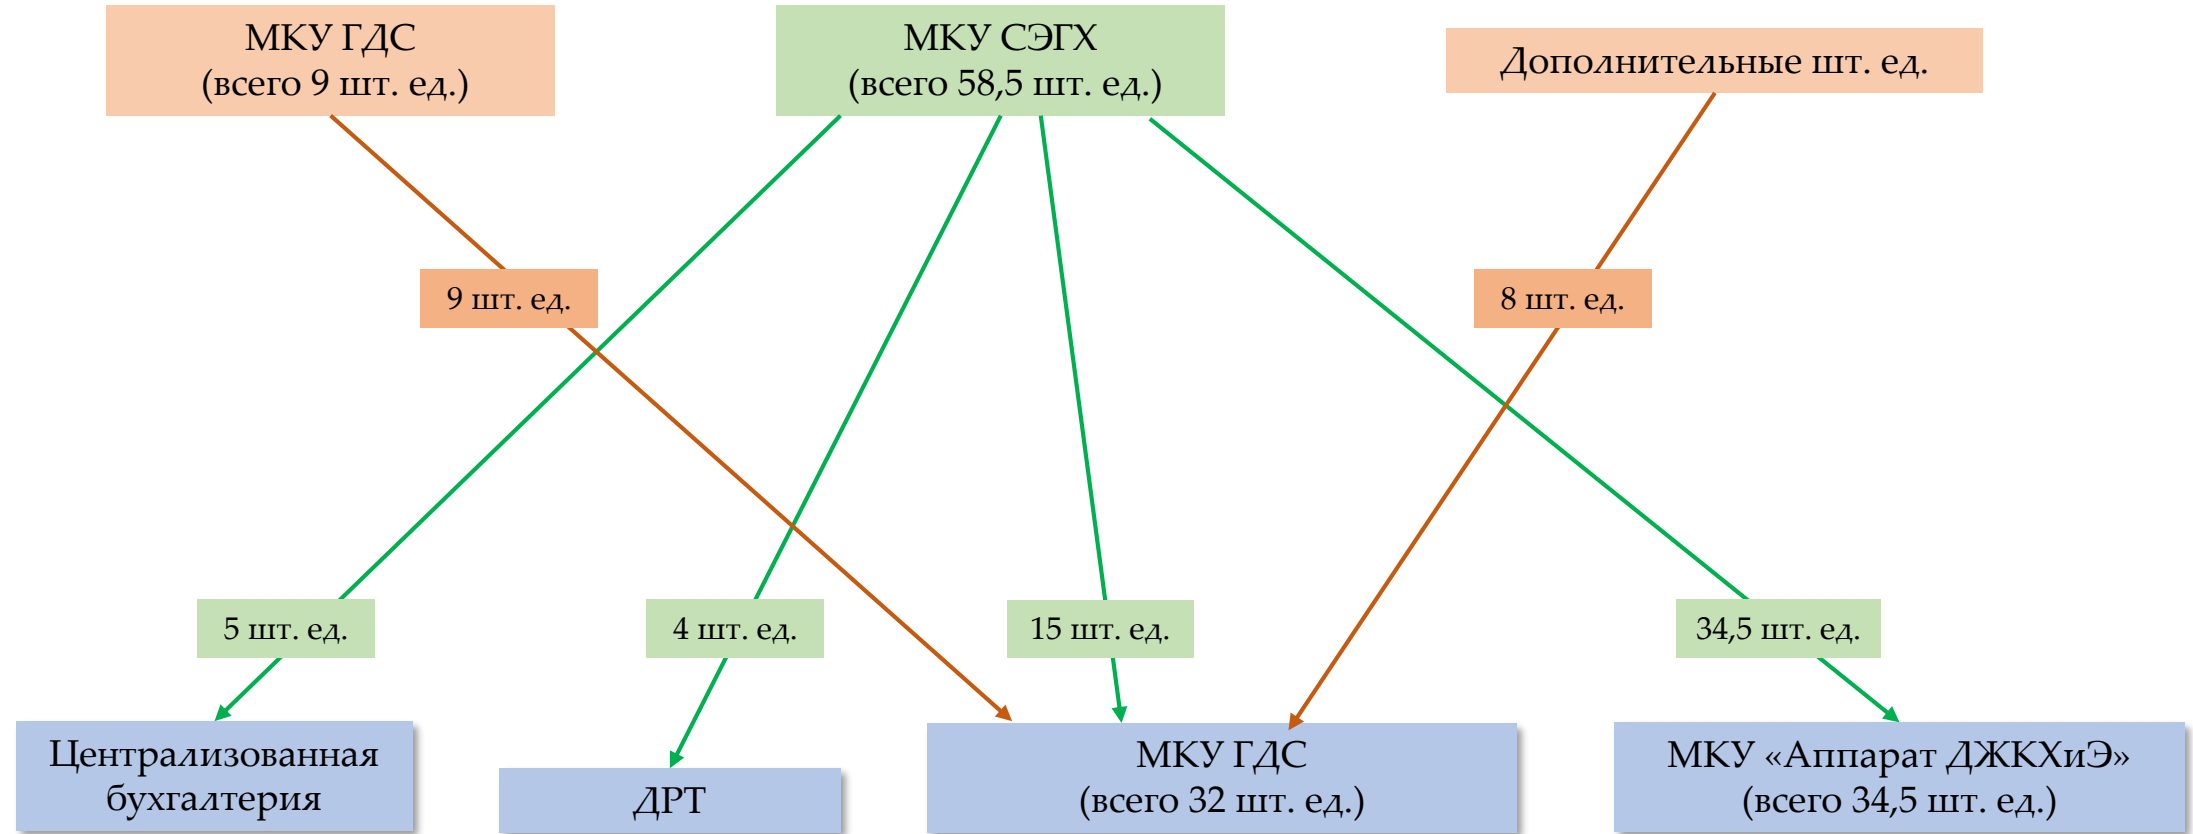 МКУ ГДС
(всего 9 шт. ед.)
МКУ СЭГХ
(всего 58,5 шт. ед.)
Дополнительные шт. ед.
9 шт. ед.
8 шт. ед.
5 шт. ед.
4 шт. ед.
15 шт. ед.
34,5 шт. ед.
Централизованная
бухгалтерия
ДРТ
МКУ ГДС
(всего 32 шт. ед.)
МКУ «Аппарат ДЖКХиЭ»
(всего 34,5 шт. ед.)